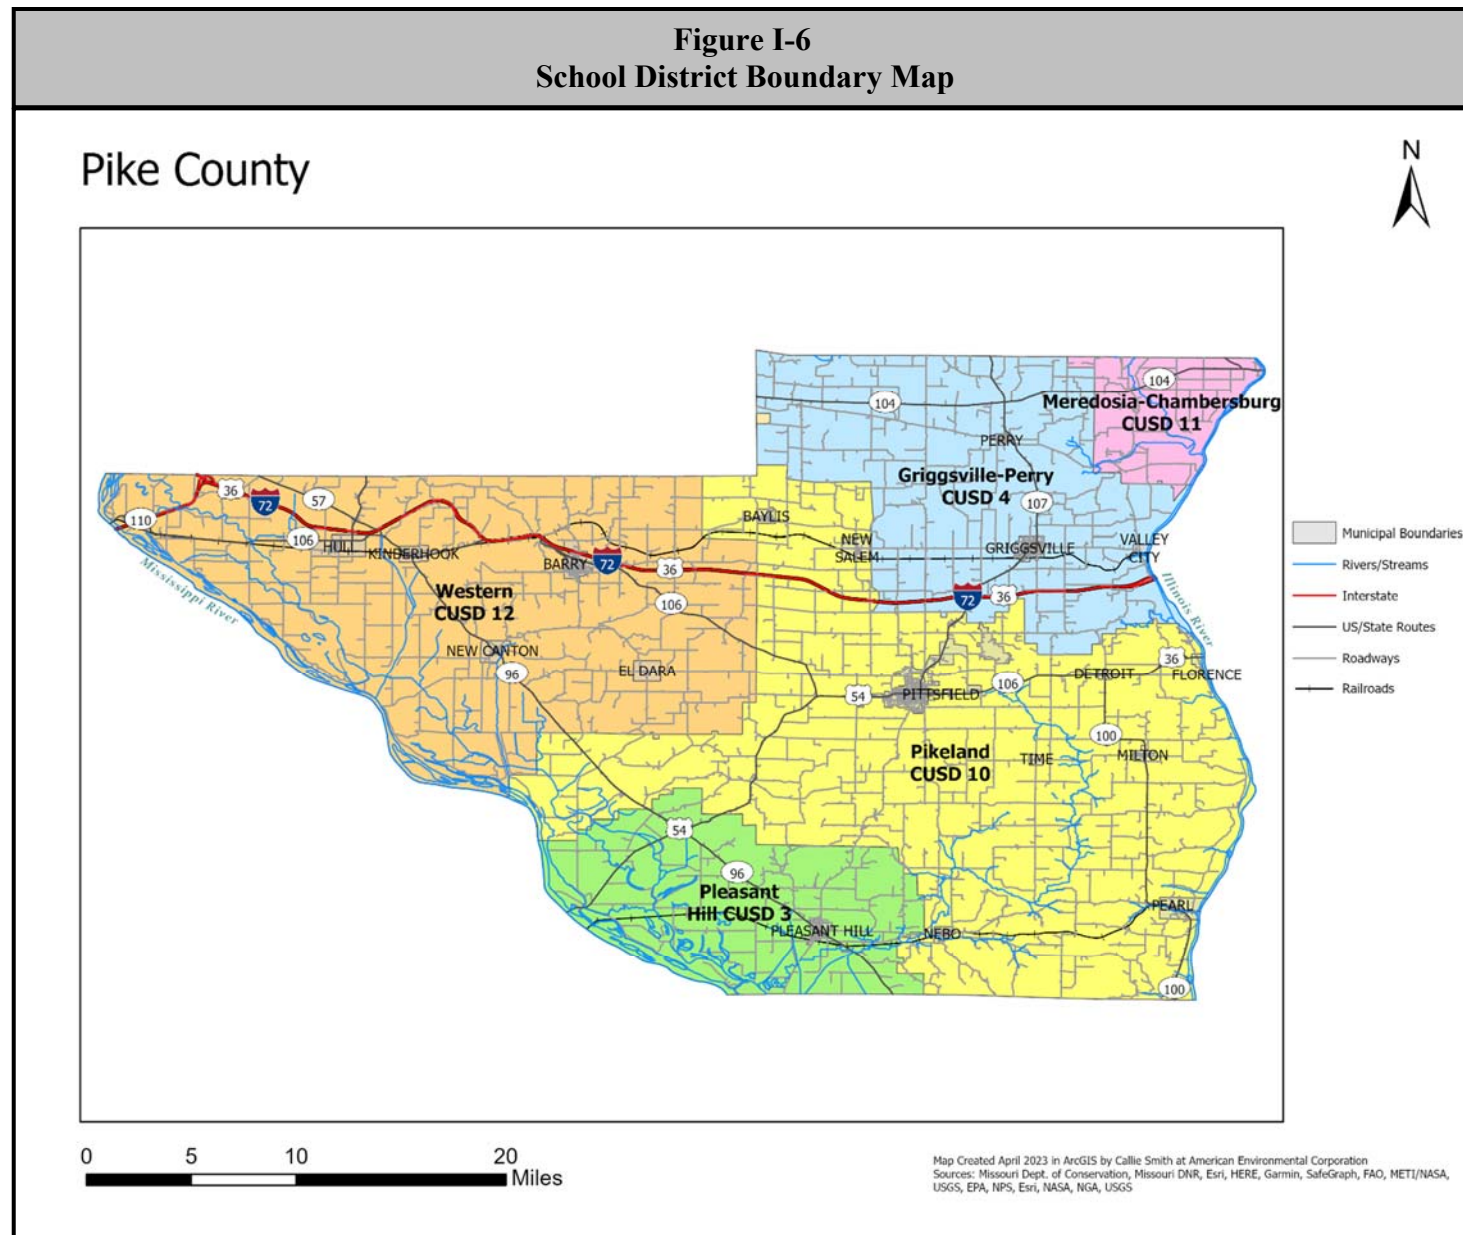 Figure I-6
School District Boundary Map
Pike County
N
104
104
Meredosia-Chambersburg
CUSD 11
PERRY
Griggsville-Perry
CUSD 4
107
36
72
57
110
106
HULL
KINDERHOOK
BAYLIS
NEW
SALEM
GRIGGSVILLE
VALLEY
CITY
BARRY
72
36
106
72
36
Western
CUSD 12
Mississippi River
Illinois River
NEW CANTON
96
EL DARA
54
PITTSFIELD
106
DETROIT
36
FLORENCE
100
Pikeland
CUSD 10
TIME
MILTON
54
96
Pleasant
Hill CUSD 3
PLEASANT HILL
NEBO
PEARL
100
Municipal Boundaries
Rivers/Streams
Interstate
US/State Routes
Roadways
Railroads
0 5 10 20
Miles
Map Created April 2023 in ArcGIS by Callie Smith at American Environmental Corporation
Sources: Missouri Dept. of Conservation, Missouri DNR, Esri, HERE, Garmin, SafeGraph, FAO, METI/NASA,
USGS, EPA, NPS, Esri, NASA, NGA, USGS